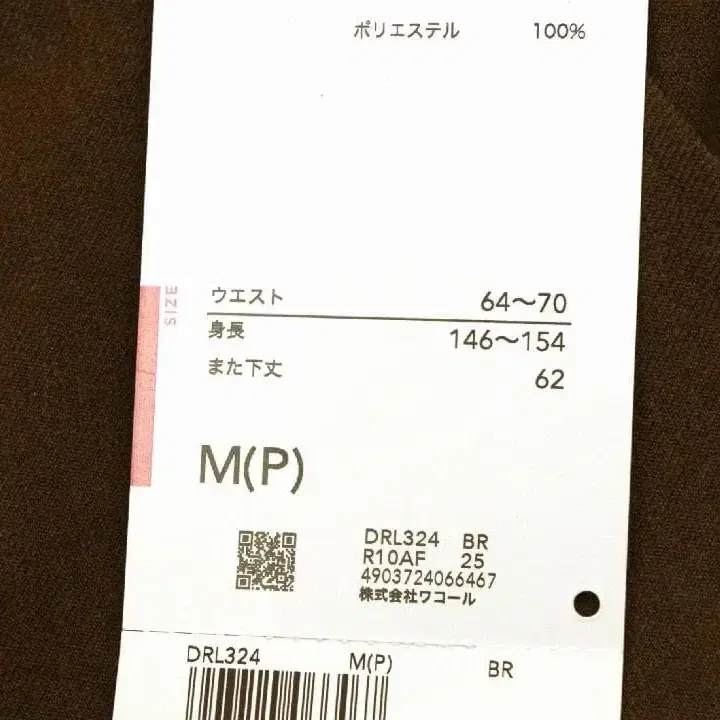 ポリエステル 100%
SIZE
ウエスト 64〜70
身長 146〜154
また下丈 62
M(P)
DRL324 BR
R10AF 25
4903724066467
株式会社ワコール
DRL324 M(P) BR